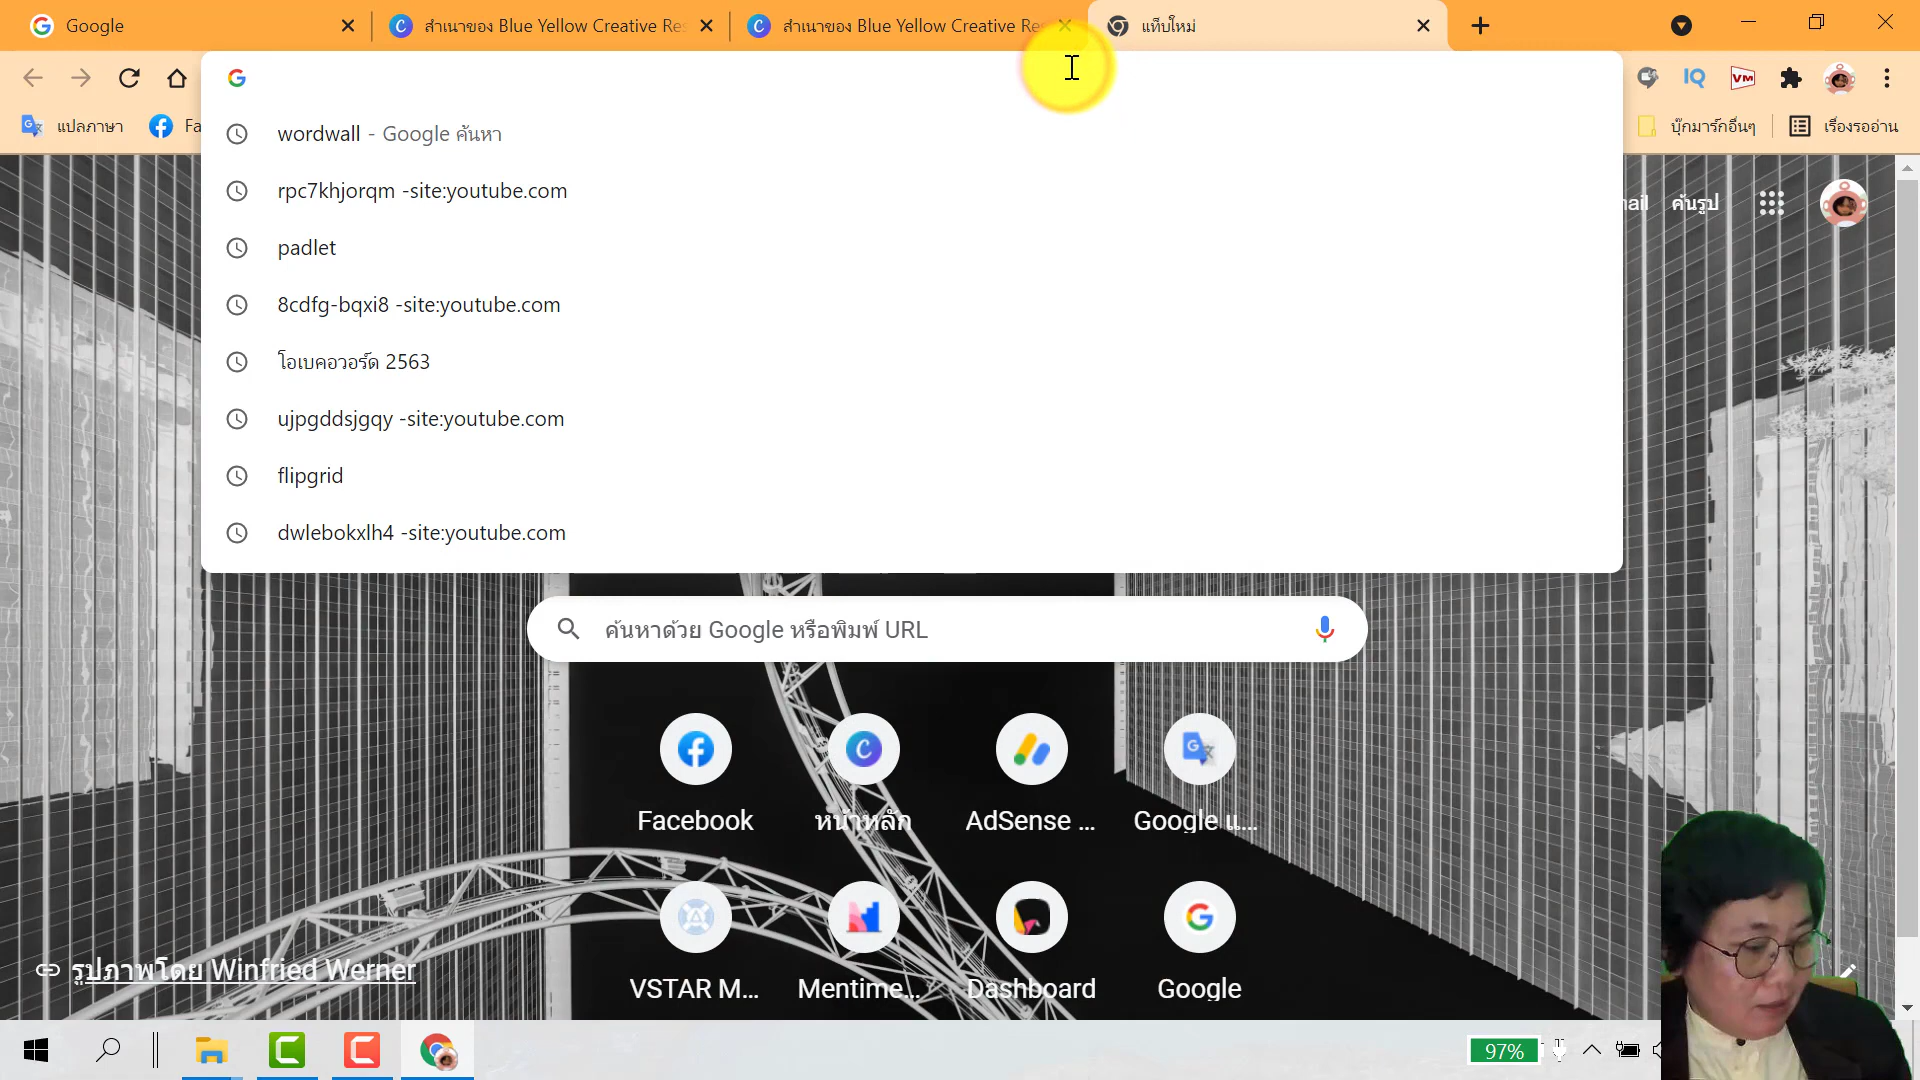 Google
สำเนาของ Blue Yellow Creative Res
สำเนาของ Blue Yellow Creative Re
แท็บใหม่
แปลภาษา
Fa
IQ
VM
บุ๊กมาร์กอื่นๆ
เรื่องรออ่าน
wordwall - Google ค้นหา
rpc7khjorqm -site:youtube.com
padlet
8cdfg-bqxi8 -site:youtube.com
โอเบคอวอร์ด 2563
ujpgddsjgqy -site:youtube.com
flipgrid
dwlebokxlh4 -site:youtube.com
ail
ค้นรูป
ค้นหาด้วย Google หรือพิมพ์ URL
Facebook
หน้าหลัก
AdSense ...
Google แ...
VSTAR M...
Mentime...
Dashboard
Google
รูปภาพโดย Winfried Werner
97%